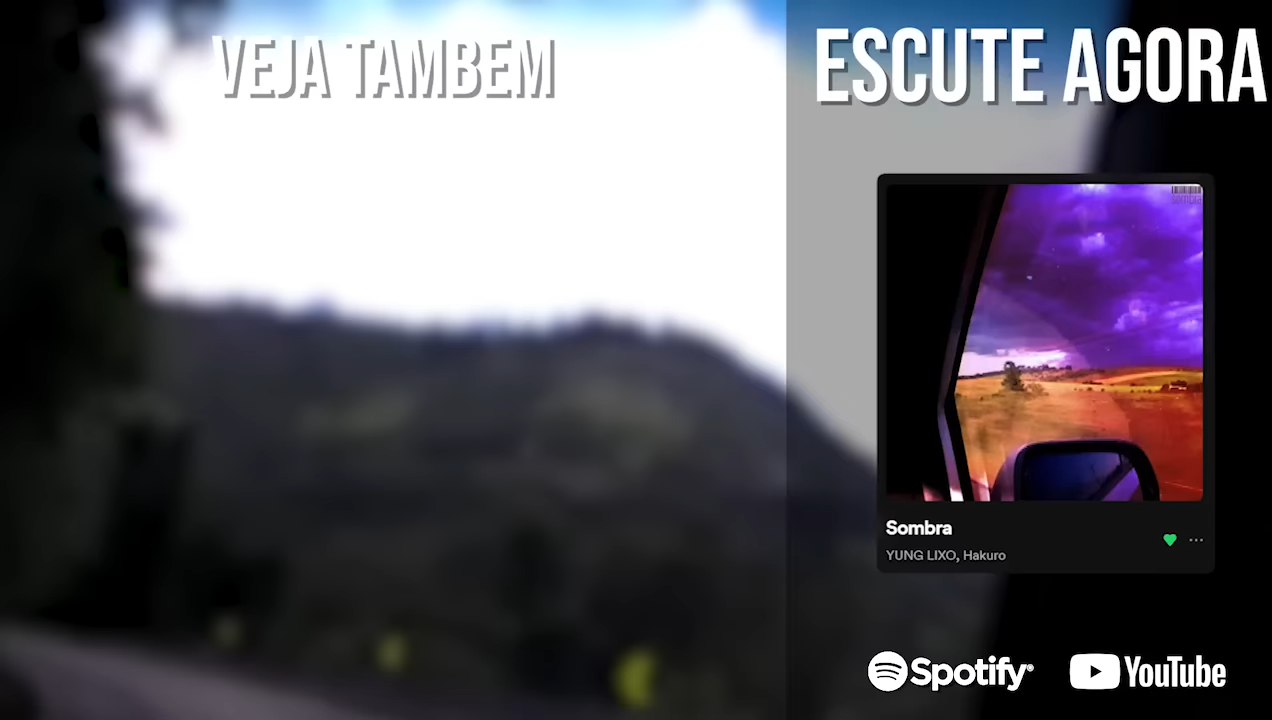 VEJA TAMBEM
ESCUTE AGORA
Sombra
YUNG LIXO, Hakuro
Spotify
YouTube